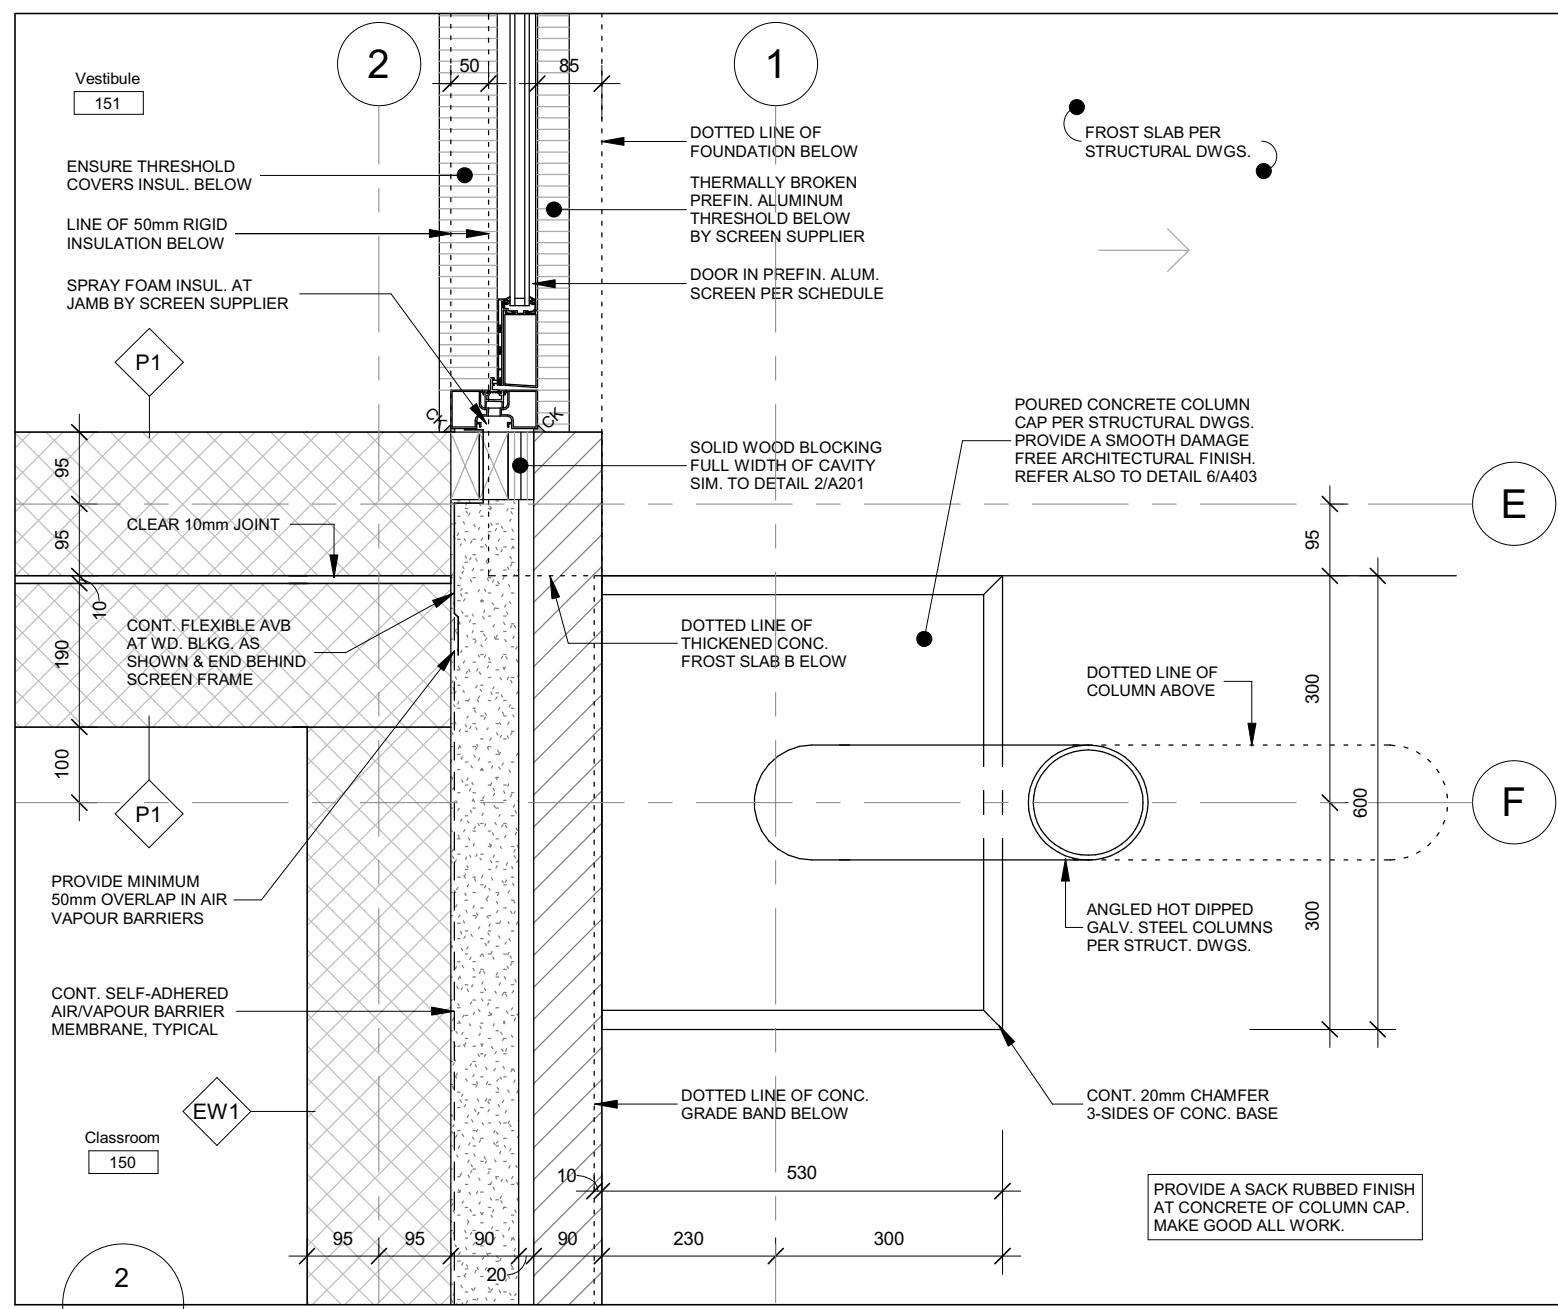 2
1
50
85
Vestibule
151
ENSURE THRESHOLD
COVERS INSUL. BELOW
LINE OF 50mm RIGID
INSULATION BELOW
SPRAY FOAM INSUL. AT
JAMB BY SCREEN SUPPLIER
P1
DOTTED LINE OF
FOUNDATION BELOW
THERMALLY BROKEN
PREFIN. ALUMINUM
THRESHOLD BELOW
BY SCREEN SUPPLIER
DOOR IN PREFIN. ALUM.
SCREEN PER SCHEDULE
FROST SLAB PER
STRUCTURAL DWGS.
CK
CK
SOLID WOOD BLOCKING
FULL WIDTH OF CAVITY
SIM. TO DETAIL 2/A201
POURED CONCRETE COLUMN
CAP PER STRUCTURAL DWGS.
PROVIDE A SMOOTH DAMAGE
FREE ARCHITECTURAL FINISH.
REFER ALSO TO DETAIL 6/A403
E
95
95
10
190
100
CLEAR 10mm JOINT
CONT. FLEXIBLE AVB
AT WD. BLKG. AS
SHOWN & END BEHIND
SCREEN FRAME
DOTTED LINE OF
THICKENED CONC.
FROST SLAB B ELOW
DOTTED LINE OF
COLUMN ABOVE
95
300
600
300
F
P1
PROVIDE MINIMUM
50mm OVERLAP IN AIR
VAPOUR BARRIERS
ANGLED HOT DIPPED
GALV. STEEL COLUMNS
PER STRUCT. DWGS.
CONT. SELF-ADHERED
AIR/VAPOUR BARRIER
MEMBRANE, TYPICAL
EW1
Classroom
150
DOTTED LINE OF CONC.
GRADE BAND BELOW
CONT. 20mm CHAMFER
3-SIDES OF CONC. BASE
10
530
PROVIDE A SACK RUBBED FINISH
AT CONCRETE OF COLUMN CAP.
MAKE GOOD ALL WORK.
95
95
90
20
90
230
300
2